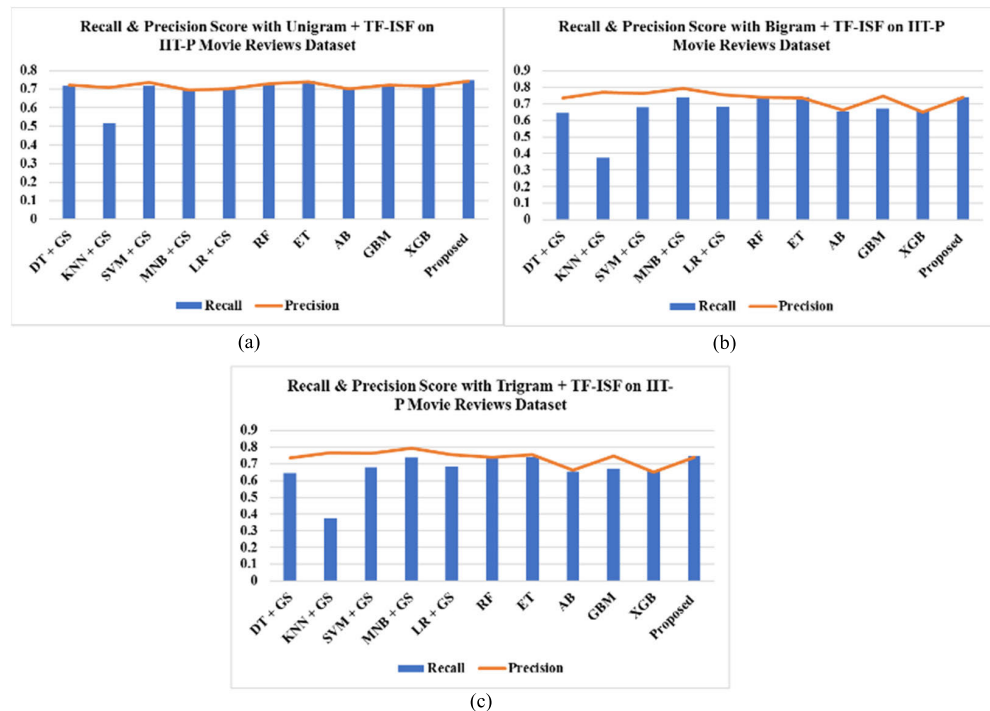 Recall & Precision Score with Unigram + TF-ISF on
IIT-P Movie Reviews Dataset
0.8
0.7
0.6
0.5
0.4
0.3
0.2
0.1
0
DT + GS
KNN + GS
SVM + GS
MNB + GS
LR + GS
RF
ET
AB
GBM
XGB
Proposed
Recall
Precision
(a)
Recall & Precision Score with Bigram + TF-ISF on IIT-P
Movie Reviews Dataset
0.9
0.8
0.7
0.6
0.5
0.4
0.3
0.2
0.1
0
DT + GS
KNN + GS
SVM + GS
MNB + GS
LR + GS
RF
ET
AB
GBM
XGB
Proposed
Recall
Precision
(b)
Recall & Precision Score with Trigram + TF-ISF on IIT-
P Movie Reviews Dataset
0.9
0.8
0.7
0.6
0.5
0.4
0.3
0.2
0.1
0
DT + GS
KNN + GS
SVM + GS
MNB + GS
LR + GS
RF
ET
AB
GBM
XGB
Proposed
Recall
Precision
(c)